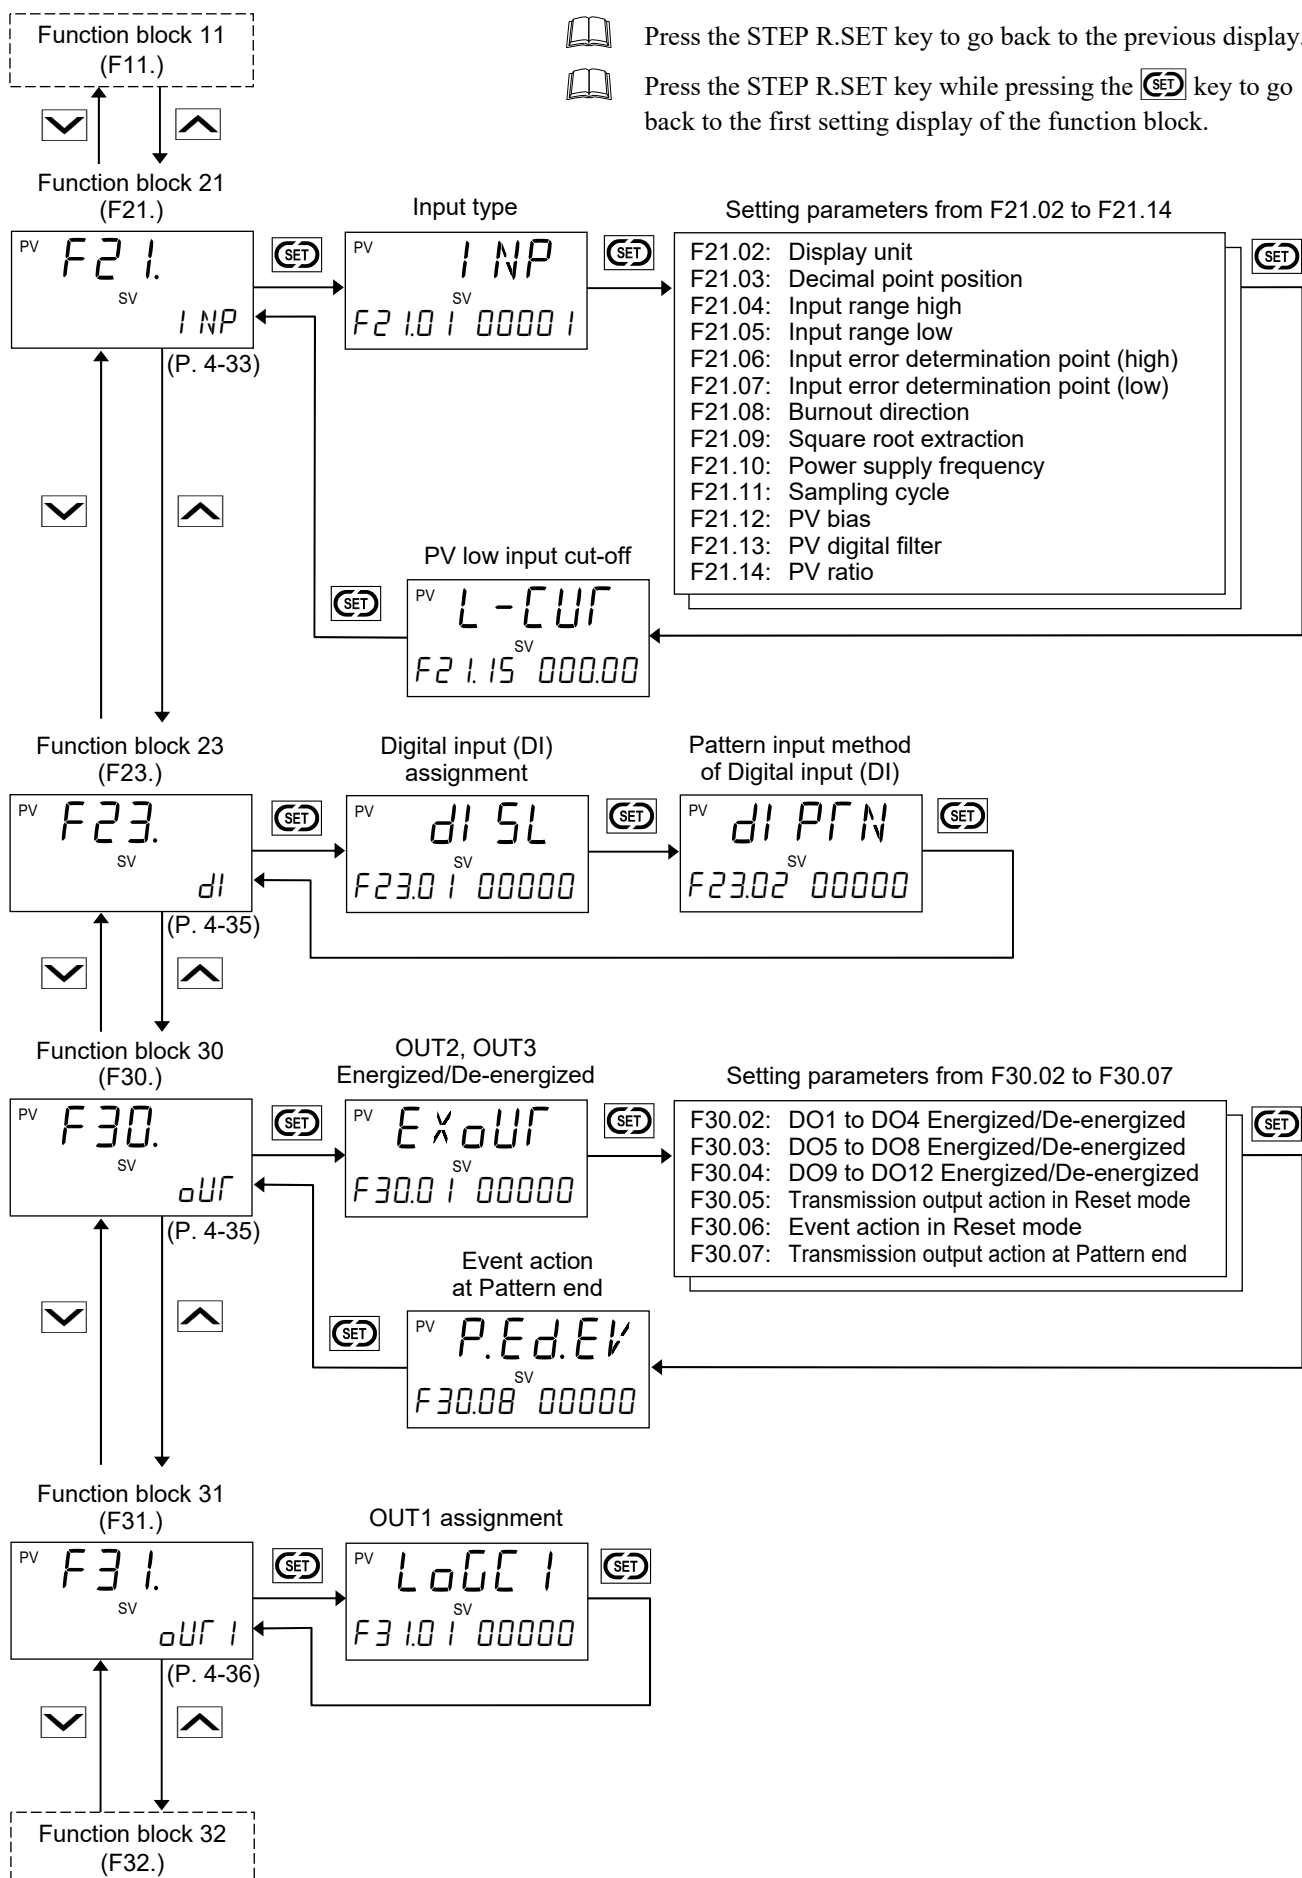 Function block 11
(F11.)
Press the STEP R.SET key to go back to the previous display.
Press the STEP R.SET key while pressing the SET key to go
back to the first setting display of the function block.
Function block 21
(F21.)
PV F21.
SV
INP
(P. 4-33)
SET
Input type
PV INP
SV
F21.01 00001
SET
Setting parameters from F21.02 to F21.14
F21.02: Display unit
F21.03: Decimal point position
F21.04: Input range high
F21.05: Input range low
F21.06: Input error determination point (high)
F21.07: Input error determination point (low)
F21.08: Burnout direction
F21.09: Square root extraction
F21.10: Power supply frequency
F21.11: Sampling cycle
F21.12: PV bias
F21.13: PV digital filter
F21.14: PV ratio
SET
PV low input cut-off
SET
PV L-CUT
SV
F21.15 000.00
Function block 23
(F23.)
PV F23.
SV
dI
(P. 4-35)
SET
Digital input (DI)
assignment
PV dISL
SV
F23.01 00000
SET
Pattern input method
of Digital input (DI)
PV dIPTN
SV
F23.02 00000
SET
Function block 30
(F30.)
PV F30.
SV
oUT
(P. 4-35)
SET
OUT2, OUT3
Energized/De-energized
PV EXoUT
SV
F30.01 00000
SET
Setting parameters from F30.02 to F30.07
F30.02: DO1 to DO4 Energized/De-energized
F30.03: DO5 to DO8 Energized/De-energized
F30.04: DO9 to DO12 Energized/De-energized
F30.05: Transmission output action in Reset mode
F30.06: Event action in Reset mode
F30.07: Transmission output action at Pattern end
SET
Event action
at Pattern end
SET
PV P.Ed.EV
SV
F30.08 00000
Function block 31
(F31.)
PV F31.
SV
oUT1
(P. 4-36)
SET
OUT1 assignment
PV LoGC1
SV
F31.01 00000
SET
Function block 32
(F32.)